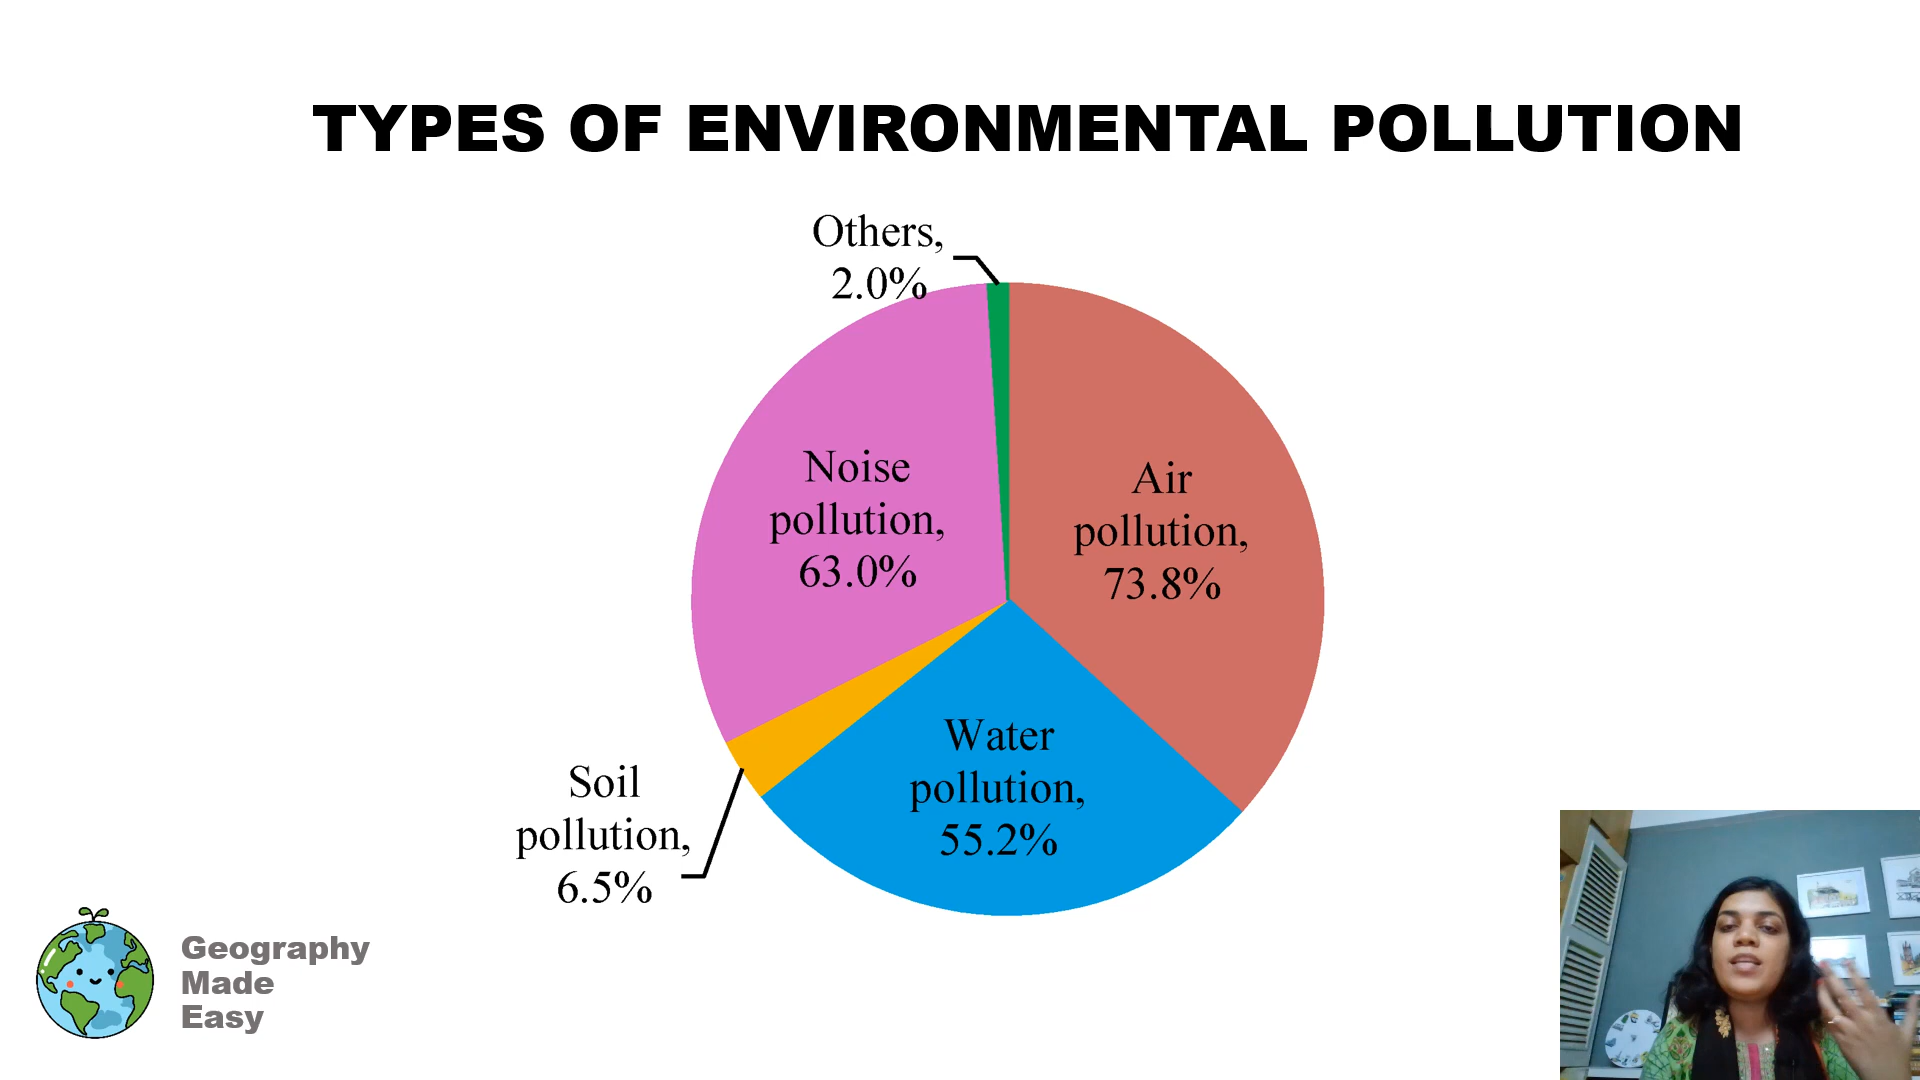 TYPES OF ENVIRONMENTAL POLLUTION
Others,
2.0%
Noise
pollution,
63.0%
Air
pollution,
73.8%
Water
pollution,
55.2%
Soil
pollution,
6.5%
Geography
Made
Easy